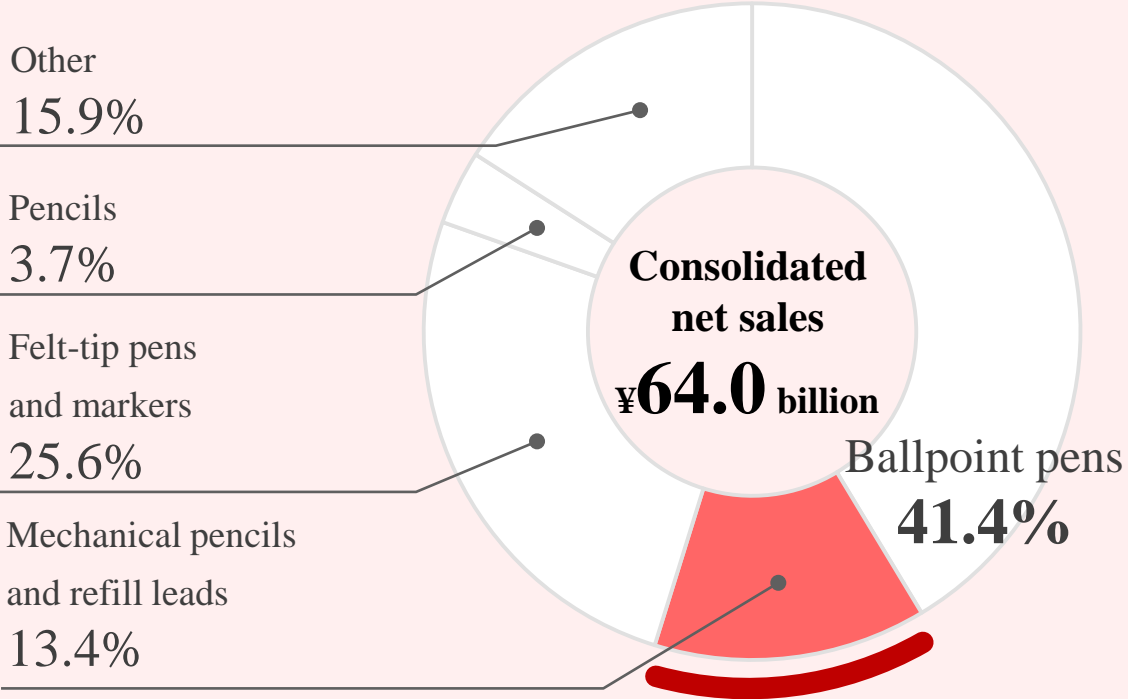 Other
15.9%
Pencils
3.7%
Felt-tip pens
and markers
25.6%
Mechanical pencils
and refill leads
13.4%
Consolidated
net sales
¥64.0 billion
Ballpoint pens
41.4%